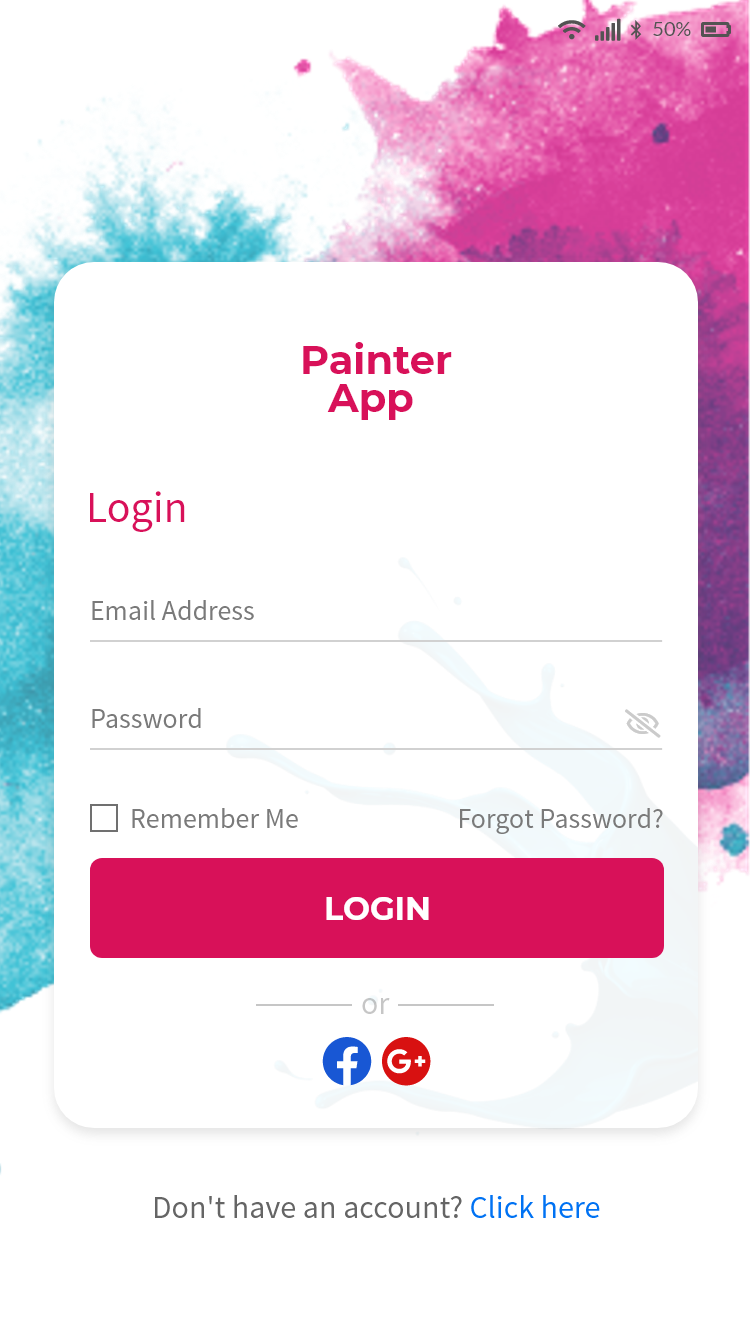 50%
Painter
App
Login
Email Address
Password
Remember Me Forgot Password?
LOGIN
or
G+
Don't have an account? Click here